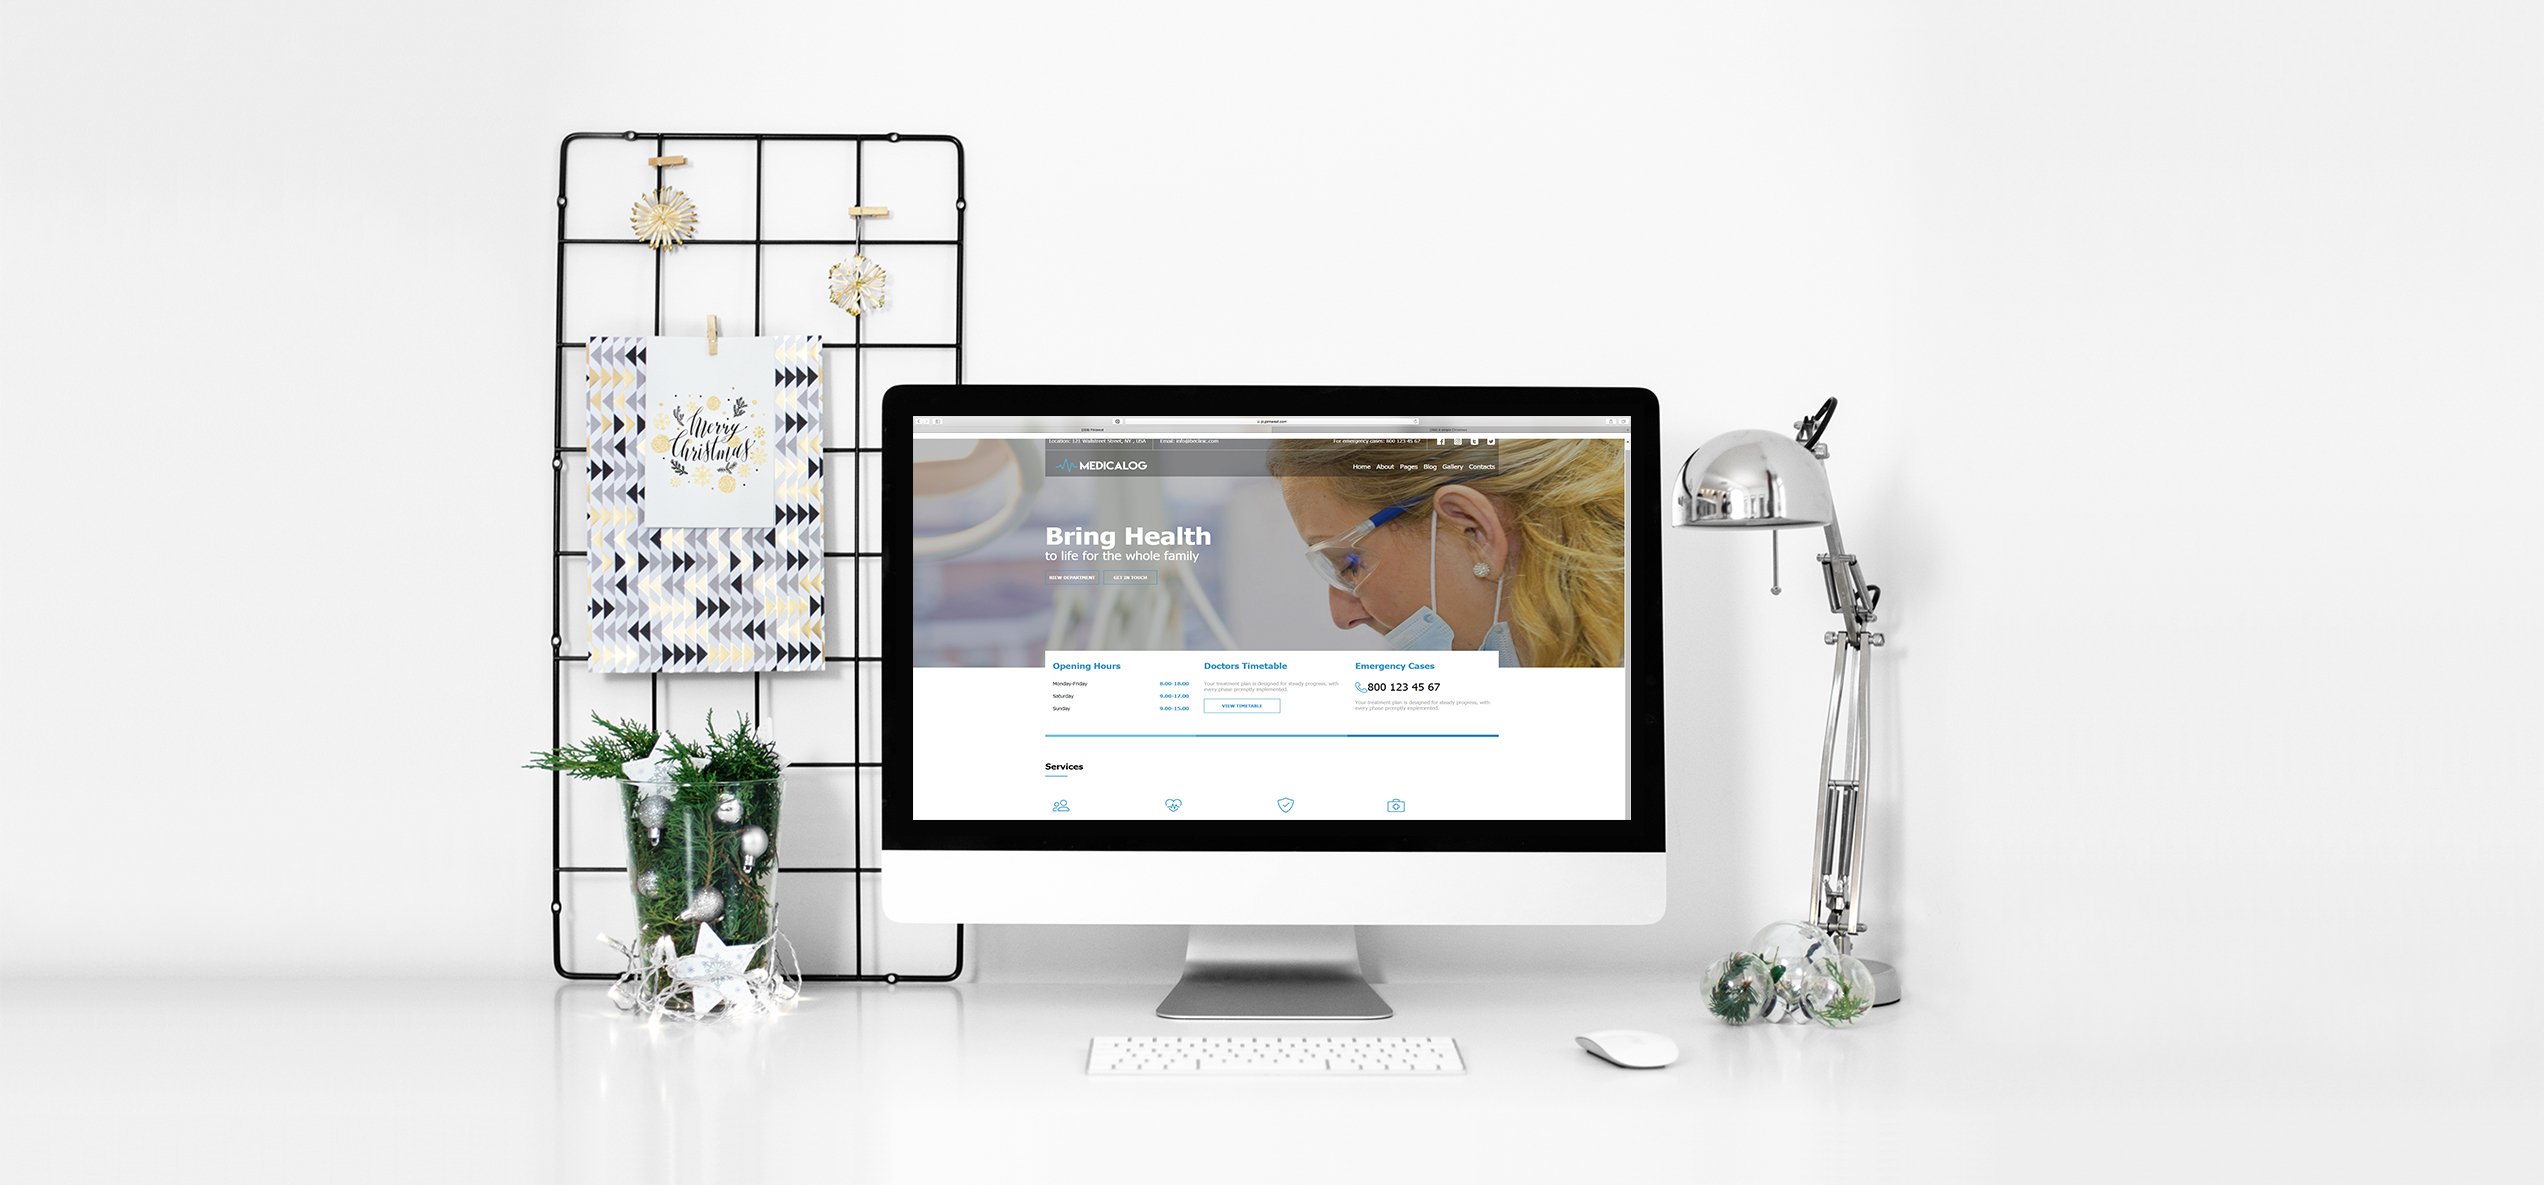 Merry
Christmas
Location: 121 Wallstreet Street, NY , USA
Email: info@beclinic.com
For emergency cases: 800 123 45 67
MEDICALOG
Home About Pages Blog Gallery Contacts
Bring Health
to life for the whole family
BIEW DEPARTMENT
GET IN TOUCH
Opening Hours
Monday-Friday 8.00-18.00
Saturday 9.00-17.00
Sunday 9.00-15.00
Doctors Timetable
Your treatment plan is designed for steady progress, with
every phase promptly implemented.
VIEW TIMETABLE
Emergency Cases
800 123 45 67
Your treatment plan is designed for steady progress, with
every phase promptly implemented.
Services